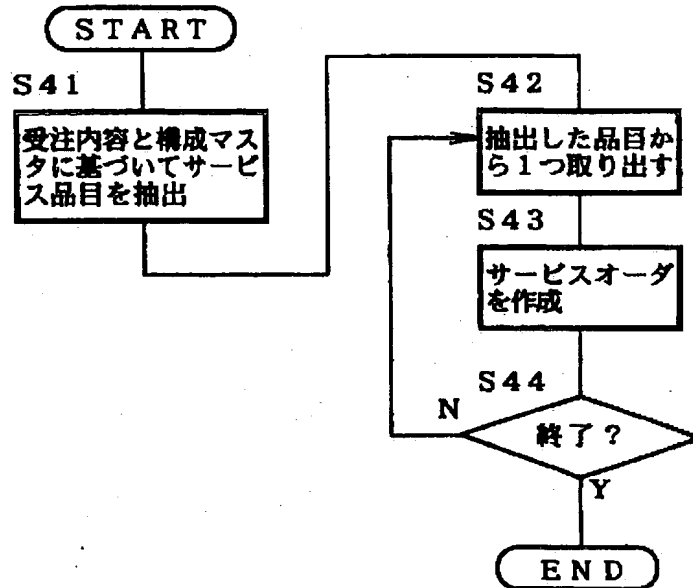 START
S41
受注内容と構成マス
タに基づいてサービ
ス品目を抽出
S42
抽出した品目か
ら1つ取り出す
S43
サービスオーダ
を作成
S44
N
終了?
Y
END